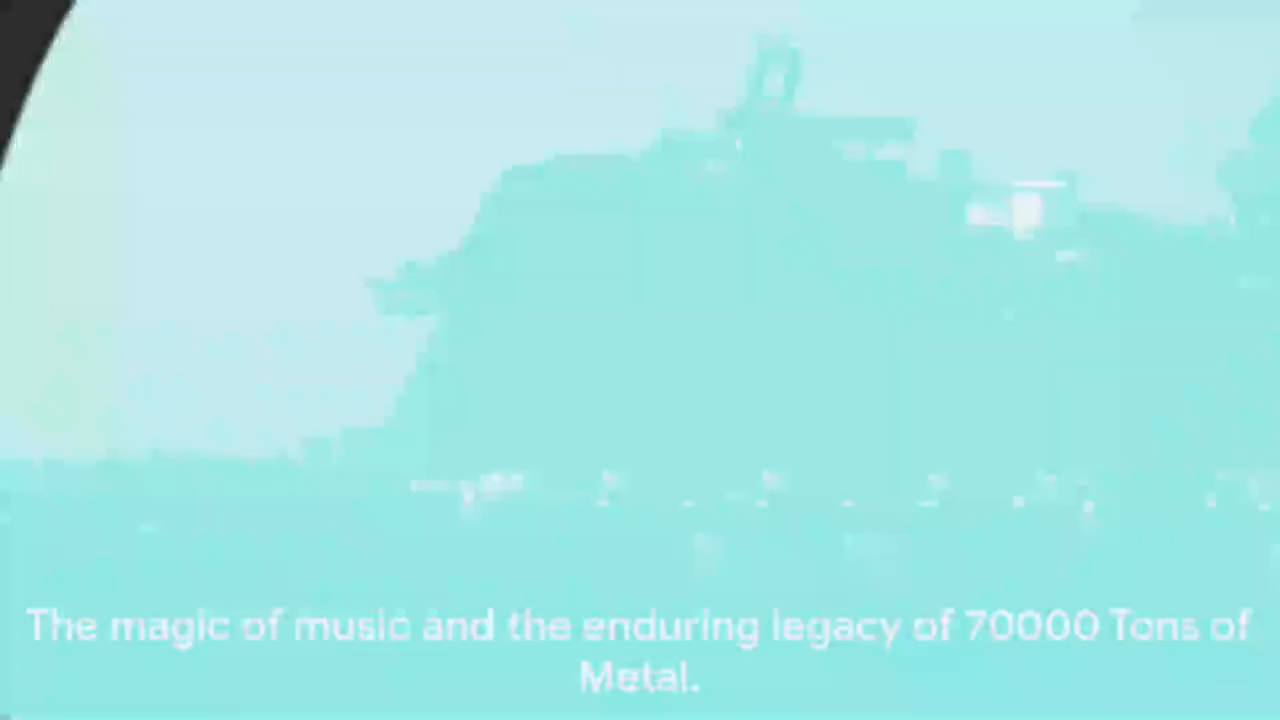 The magic of music and the enduring legacy of 70000 Tons of
Metal.